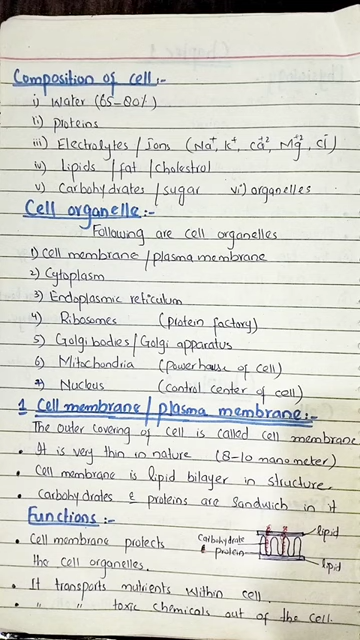 Composition of cell:-
i) Water (65-80%)
ii) Proteins
iii) Electrolytes / Ions (Na⁺, K⁺, Ca⁺², Mg⁺², Cl⁻)
iv) Lipids / fat / cholestrol
v) Carbohydrates / sugar vi) organelles
Cell organelle:-
Following are cell organelles
1) Cell membrane / plasma membrane
2) Cytoplasm
3) Endoplasmic reticulum
4) Ribosomes (protein factory)
5) Golgi bodies / Golgi apparatus
6) Mitochondria (powerhouse of cell)
7) Nucleus (control center of cell)
1 Cell membrane / plasma membrane:-
The outer covering of cell is called cell membrane
• It is very thin in nature (8-10 nanometer)
• Cell membrane is lipid bilayer in structure.
• Carbohydrates & proteins are sandwich in it
Functions:-
• Cell membrane protects
the cell organelles.
Carbohydrate
& protein
lipid
lipid
• It transports nutrients within cell.
• " " toxic chemicals out of the cell.